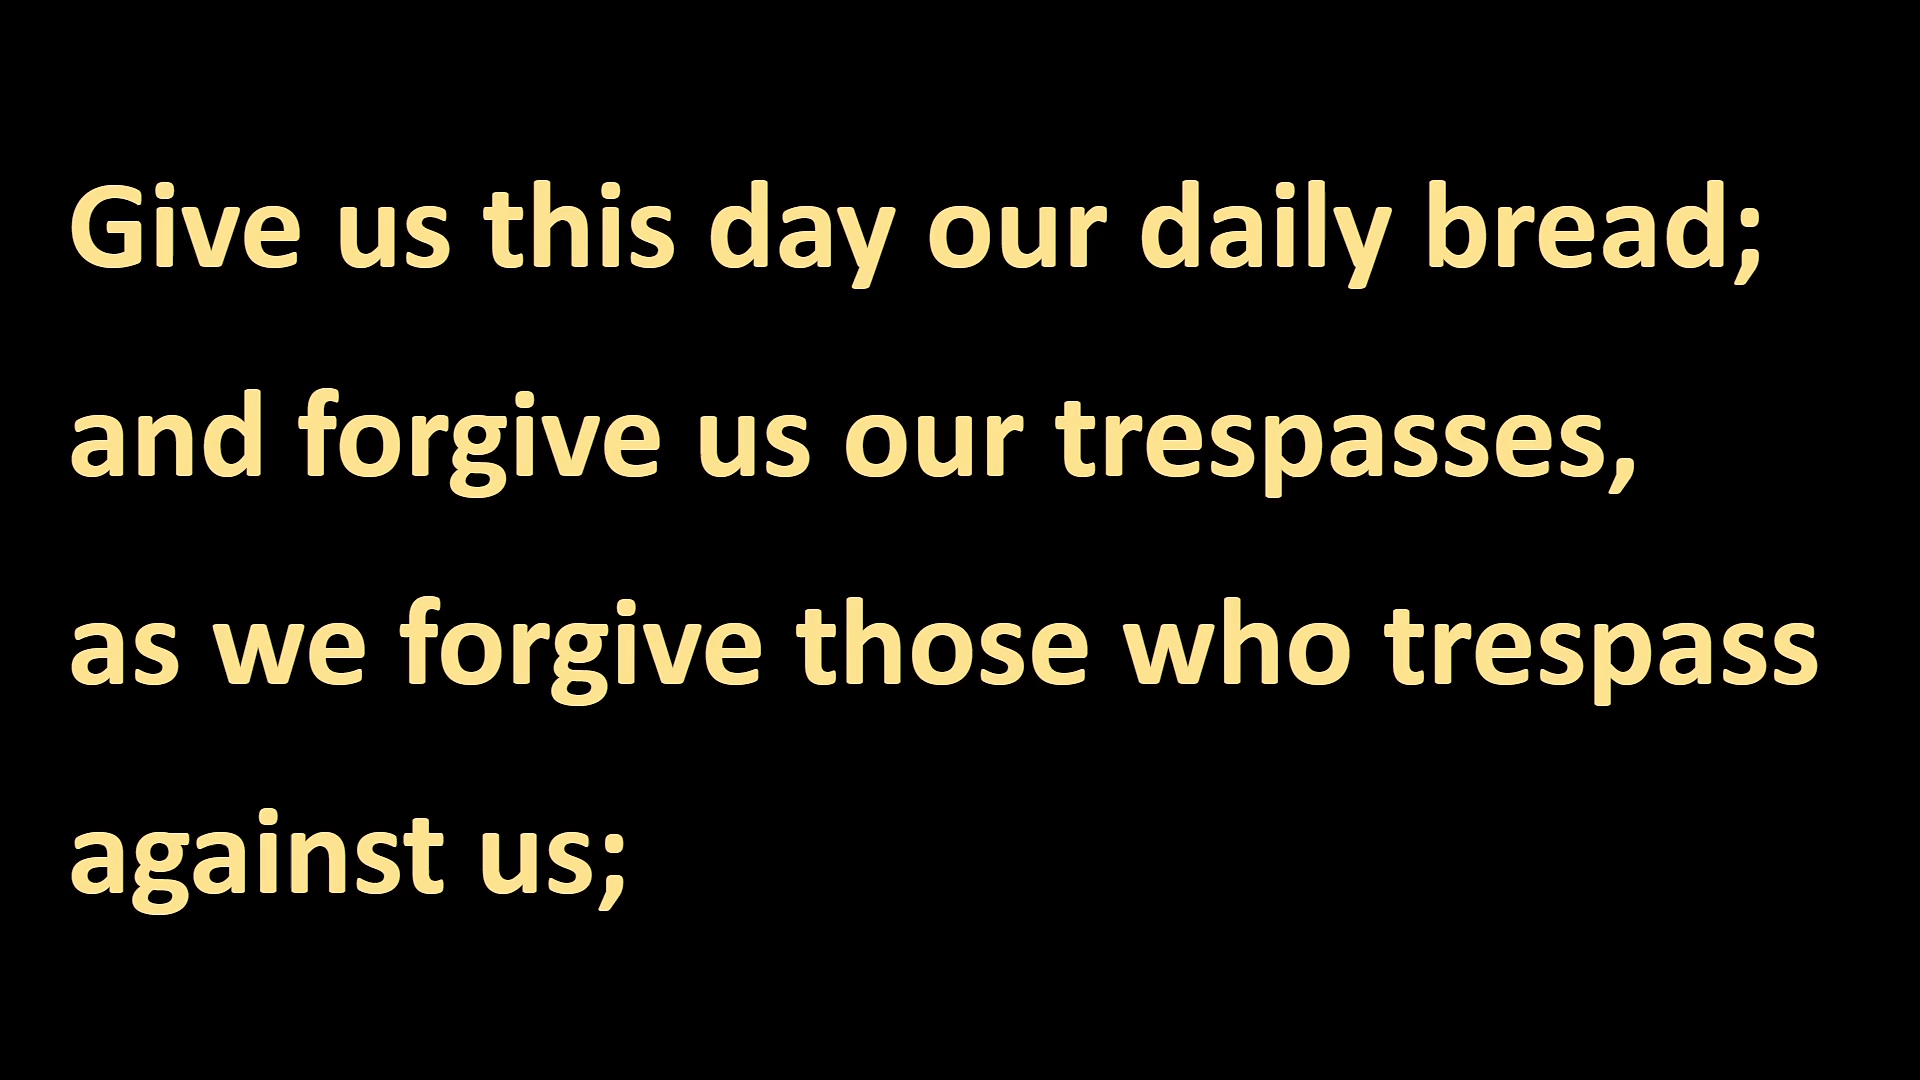 Give us this day our daily bread;
and forgive us our trespasses,
as we forgive those who trespass
against us;